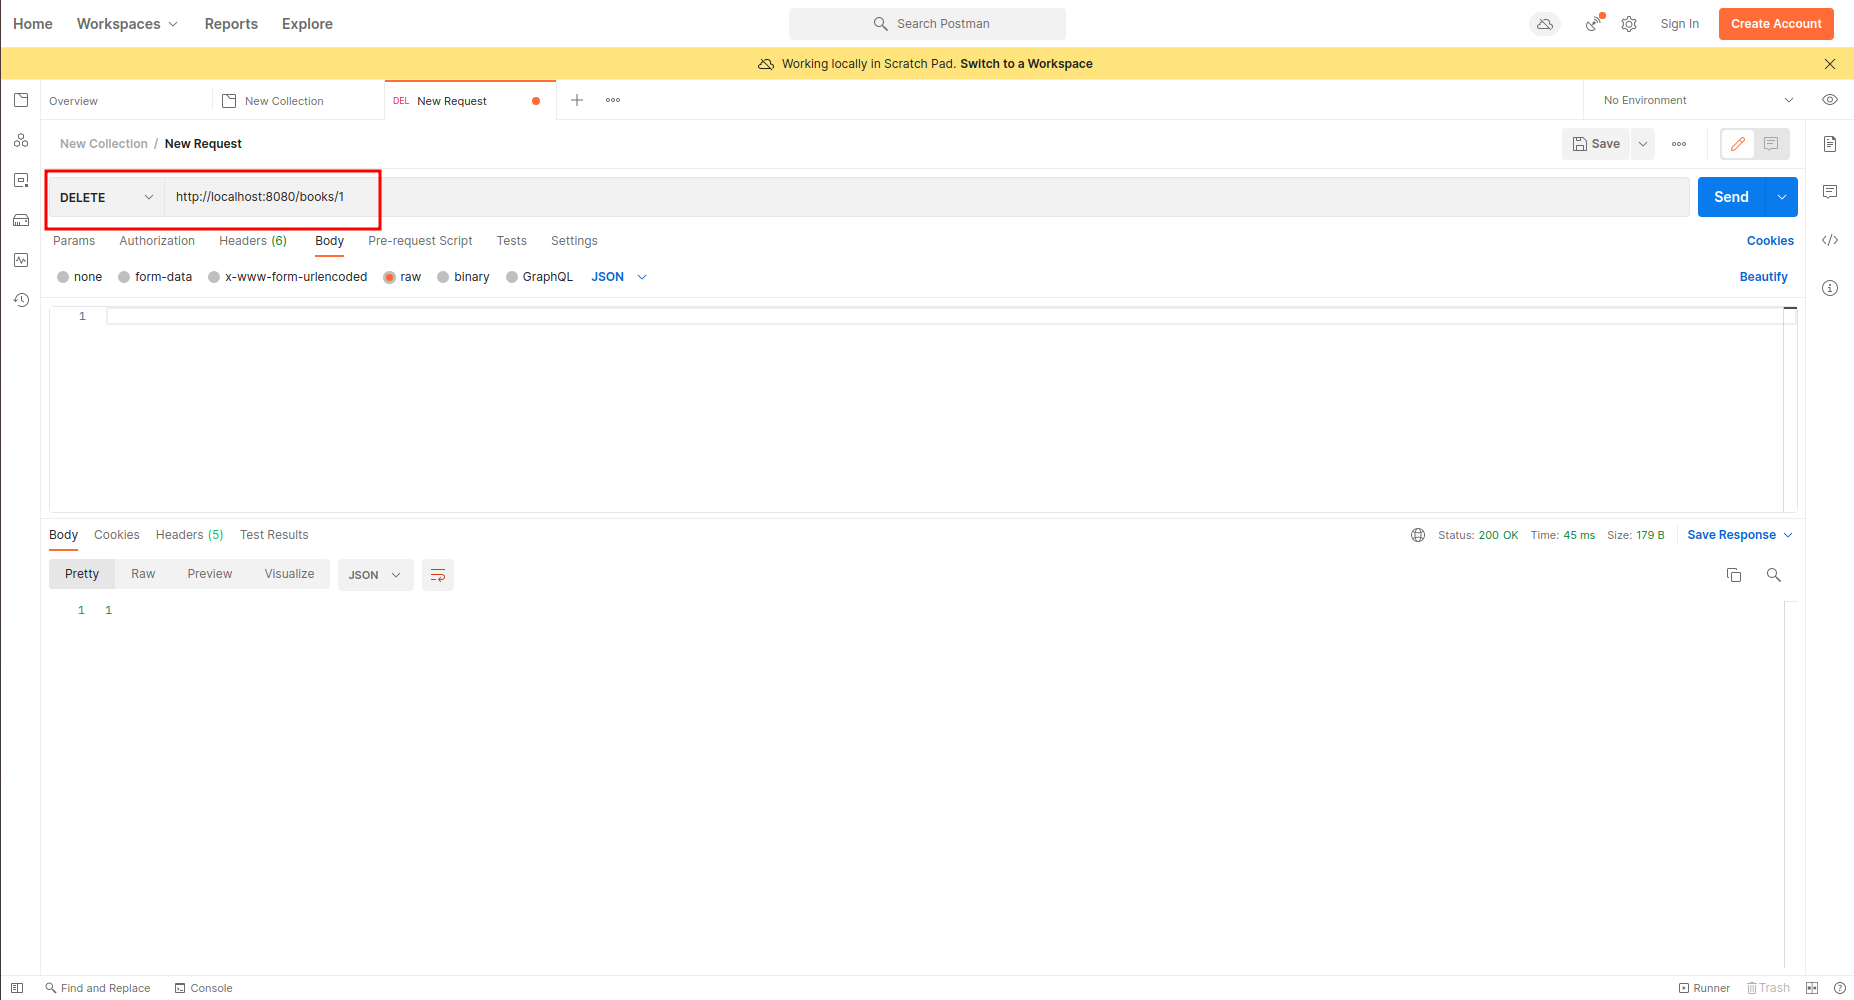 Home Workspaces Reports Explore Search Postman Sign In Create Account
Working locally in Scratch Pad. Switch to a Workspace
Overview New Collection DEL New Request No Environment
New Collection / New Request Save
DELETE http://localhost:8080/books/1 Send
Params Authorization Headers (6) Body Pre-request Script Tests Settings Cookies
none form-data x-www-form-urlencoded raw binary GraphQL JSON Beautify
1
Body Cookies Headers (5) Test Results Status: 200 OK Time: 45 ms Size: 179 B Save Response
Pretty Raw Preview Visualize JSON
1 1
Find and Replace Console Runner Trash